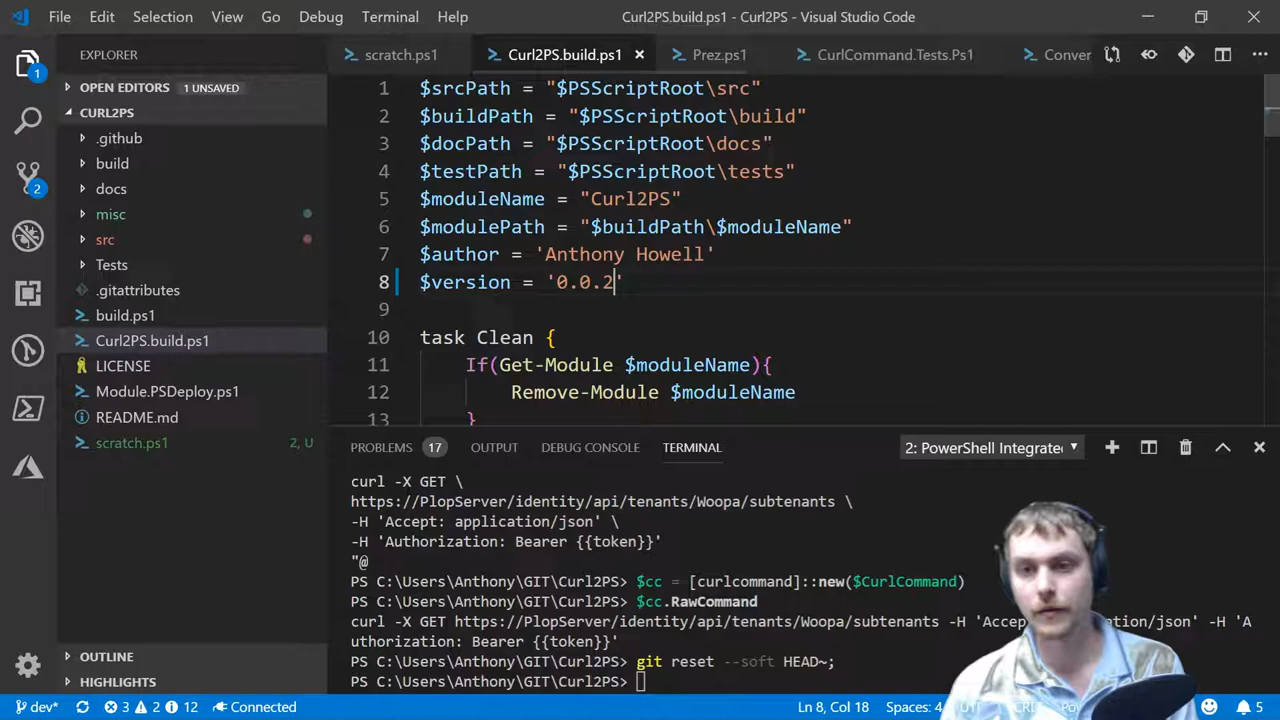 File Edit Selection View Go Debug Terminal Help Curl2PS.build.ps1 - Curl2PS - Visual Studio Code
EXPLORER
scratch.ps1 Curl2PS.build.ps1 Prez.ps1 CurlCommand.Tests.Ps1 Conver
1
OPEN EDITORS 1 UNSAVED
CURL2PS
.github
build
docs
2
misc
src
Tests
.gitattributes
build.ps1
Curl2PS.build.ps1
LICENSE
Module.PSDeploy.ps1
README.md
scratch.ps1 2, U
OUTLINE
HIGHLIGHTS
1 $srcPath = "$PSScriptRoot\src"
2 $buildPath = "$PSScriptRoot\build"
3 $docPath = "$PSScriptRoot\docs"
4 $testPath = "$PSScriptRoot\tests"
5 $moduleName = "Curl2PS"
6 $modulePath = "$buildPath\$moduleName"
7 $author = 'Anthony Howell'
8 $version = '0.0.2'
9
10 task Clean {
11 If(Get-Module $moduleName){
12 Remove-Module $moduleName
13 }
PROBLEMS 17 OUTPUT DEBUG CONSOLE TERMINAL 2: PowerShell Integrate
curl -X GET \
https://PlopServer/identity/api/tenants/Woopa/subtenants \
-H 'Accept: application/json' \
-H 'Authorization: Bearer {{token}}'
"@
PS C:\Users\Anthony\GIT\Curl2PS> $cc = [curlcommand]::new($CurlCommand)
PS C:\Users\Anthony\GIT\Curl2PS> $cc.RawCommand
curl -X GET https://PlopServer/identity/api/tenants/Woopa/subtenants -H 'Accep ation/json' -H 'A
uthorization: Bearer {{token}}'
PS C:\Users\Anthony\GIT\Curl2PS> git reset --soft HEAD~;
PS C:\Users\Anthony\GIT\Curl2PS>
dev* 3 2 12 Connected Ln 8, Col 18 Spaces: 4 CRL 5